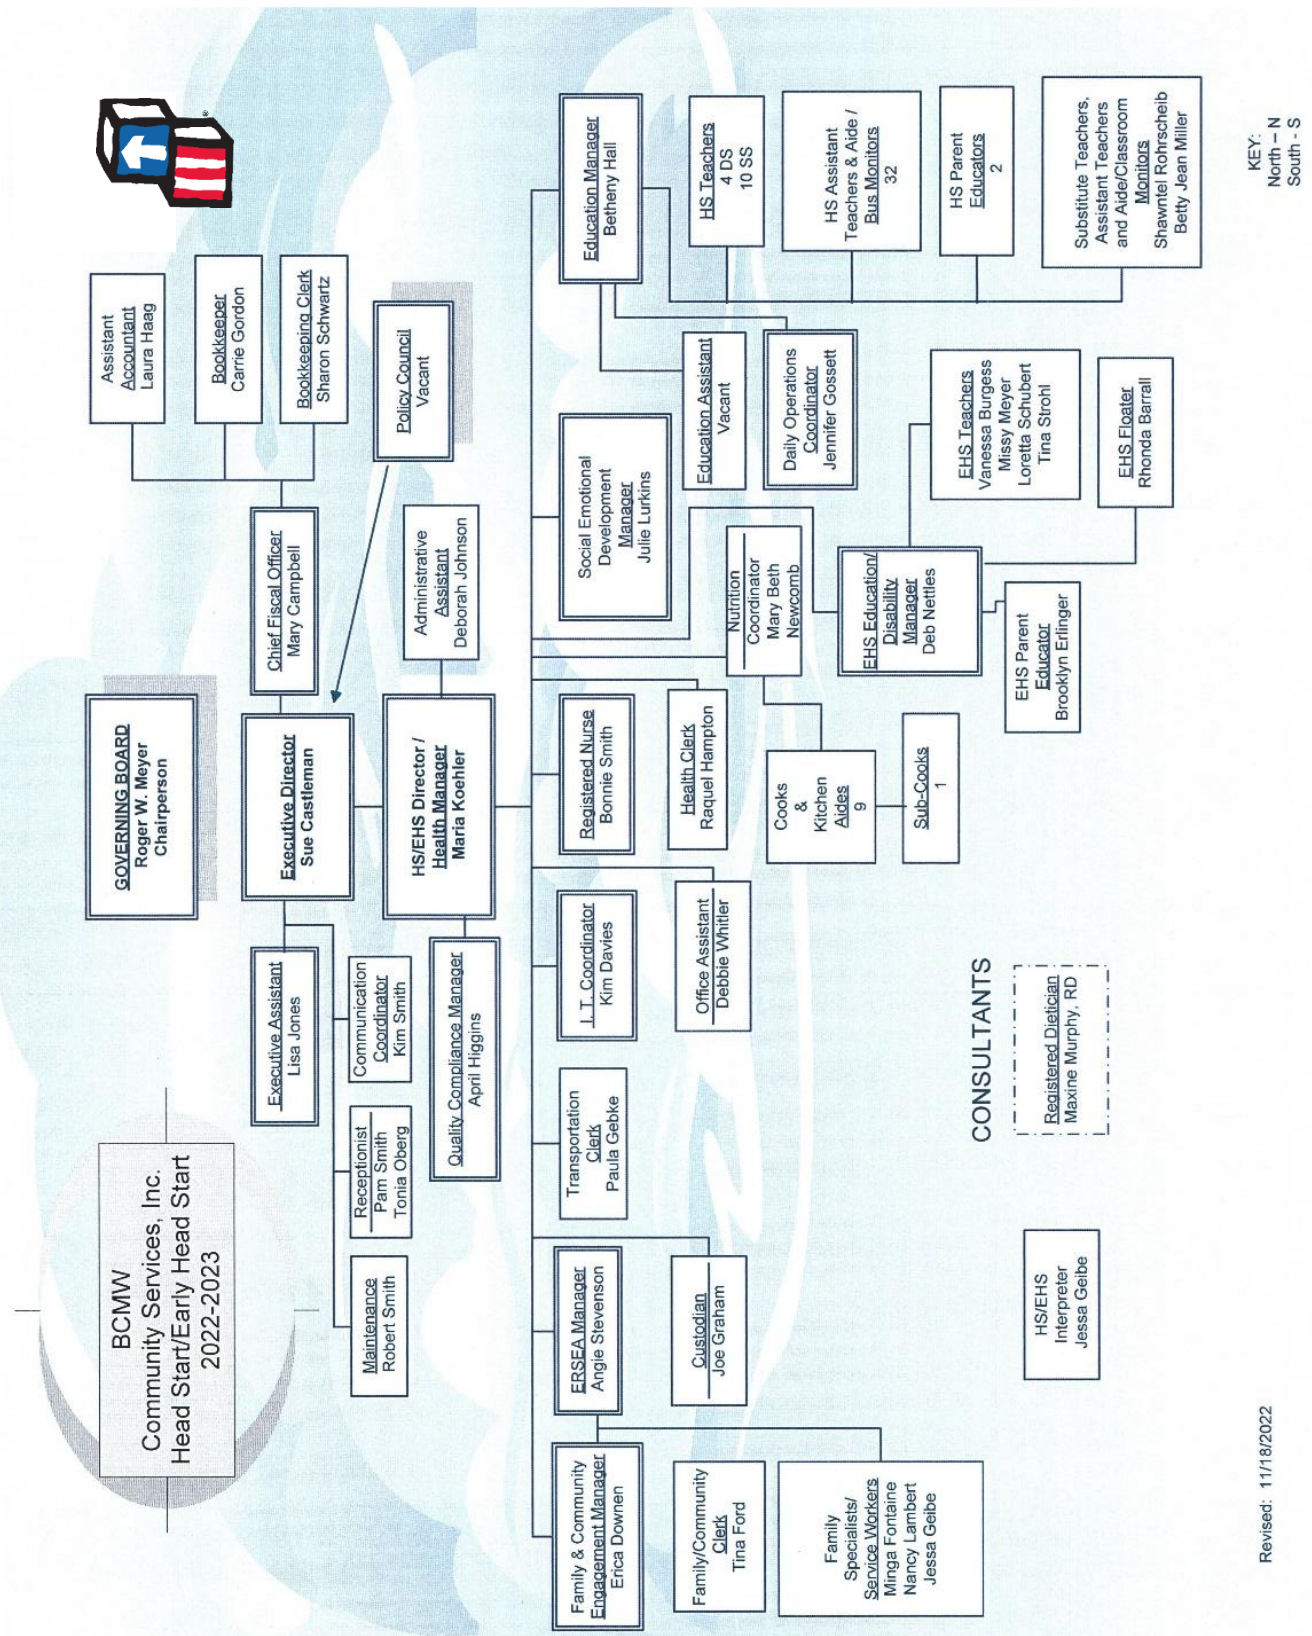 BCMW
Community Services, Inc.
Head Start/Early Head Start
2022-2023
GOVERNING BOARD
Roger W. Meyer
Chairperson
Assistant
Accountant
Laura Haag
Bookkeeper
Carrie Gordon
Bookkeeping Clerk
Sharon Schwartz
Chief Fiscal Officer
Mary Campbell
Executive Director
Sue Castleman
Executive Assistant
Lisa Jones
Policy Council
Vacant
Maintenance
Robert Smith
Receptionist
Pam Smith
Tonia Oberg
Communication
Coordinator
Kim Smith
HS/EHS Director /
Health Manager
Maria Koehler
Administrative
Assistant
Deborah Johnson
Quality Compliance Manager
April Higgins
Family & Community
Engagement Manager
Erica Downen
ERSEA Manager
Angie Stevenson
Transportation
Clerk
Paula Gebke
I. T. Coordinator
Kim Davies
Registered Nurse
Bonnie Smith
Social Emotional
Development
Manager
Julie Lurkins
Education Manager
Betheny Hall
Family/Community
Clerk
Tina Ford
Custodian
Joe Graham
Office Assistant
Debbie Whitler
Health Clerk
Raquel Hampton
Nutrition
Coordinator
Mary Beth
Newcomb
Education Assistant
Vacant
HS Teachers
4 DS
10 SS
Family
Specialists/
Service Workers
Minga Fontaine
Nancy Lambert
Jessa Geibe
Cooks
&
Kitchen
Aides
9
Daily Operations
Coordinator
Jennifer Gossett
HS Assistant
Teachers & Aide /
Bus Monitors
32
Sub-Cooks
1
EHS Education/
Disability
Manager
Deb Nettles
EHS Teachers
Vanessa Burgess
Missy Meyer
Loretta Schubert
Tina Strohl
HS Parent
Educators
2
CONSULTANTS
HS/EHS
Interpreter
Jessa Geibe
Registered Dietician
Maxine Murphy, RD
EHS Parent
Educator
Brooklyn Erlinger
EHS Floater
Rhonda Barrall
Substitute Teachers,
Assistant Teachers
and Aide/Classroom
Monitors
Shawntel Rohrscheib
Betty Jean Miller
Revised: 11/18/2022
KEY:
North – N
South - S